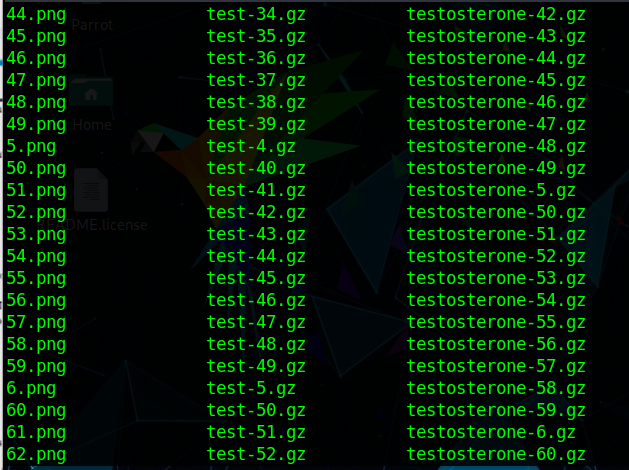 44.png test-34.gz testosterone-42.gz
45.png test-35.gz testosterone-43.gz
46.png test-36.gz testosterone-44.gz
47.png test-37.gz testosterone-45.gz
48.png test-38.gz testosterone-46.gz
49.png test-39.gz testosterone-47.gz
5.png test-4.gz testosterone-48.gz
50.png test-40.gz testosterone-49.gz
51.png test-41.gz testosterone-5.gz
52.png test-42.gz testosterone-50.gz
53.png test-43.gz testosterone-51.gz
54.png test-44.gz testosterone-52.gz
55.png test-45.gz testosterone-53.gz
56.png test-46.gz testosterone-54.gz
57.png test-47.gz testosterone-55.gz
58.png test-48.gz testosterone-56.gz
59.png test-49.gz testosterone-57.gz
6.png test-5.gz testosterone-58.gz
60.png test-50.gz testosterone-59.gz
61.png test-51.gz testosterone-6.gz
62.png test-52.gz testosterone-60.gz
Parrot
Home